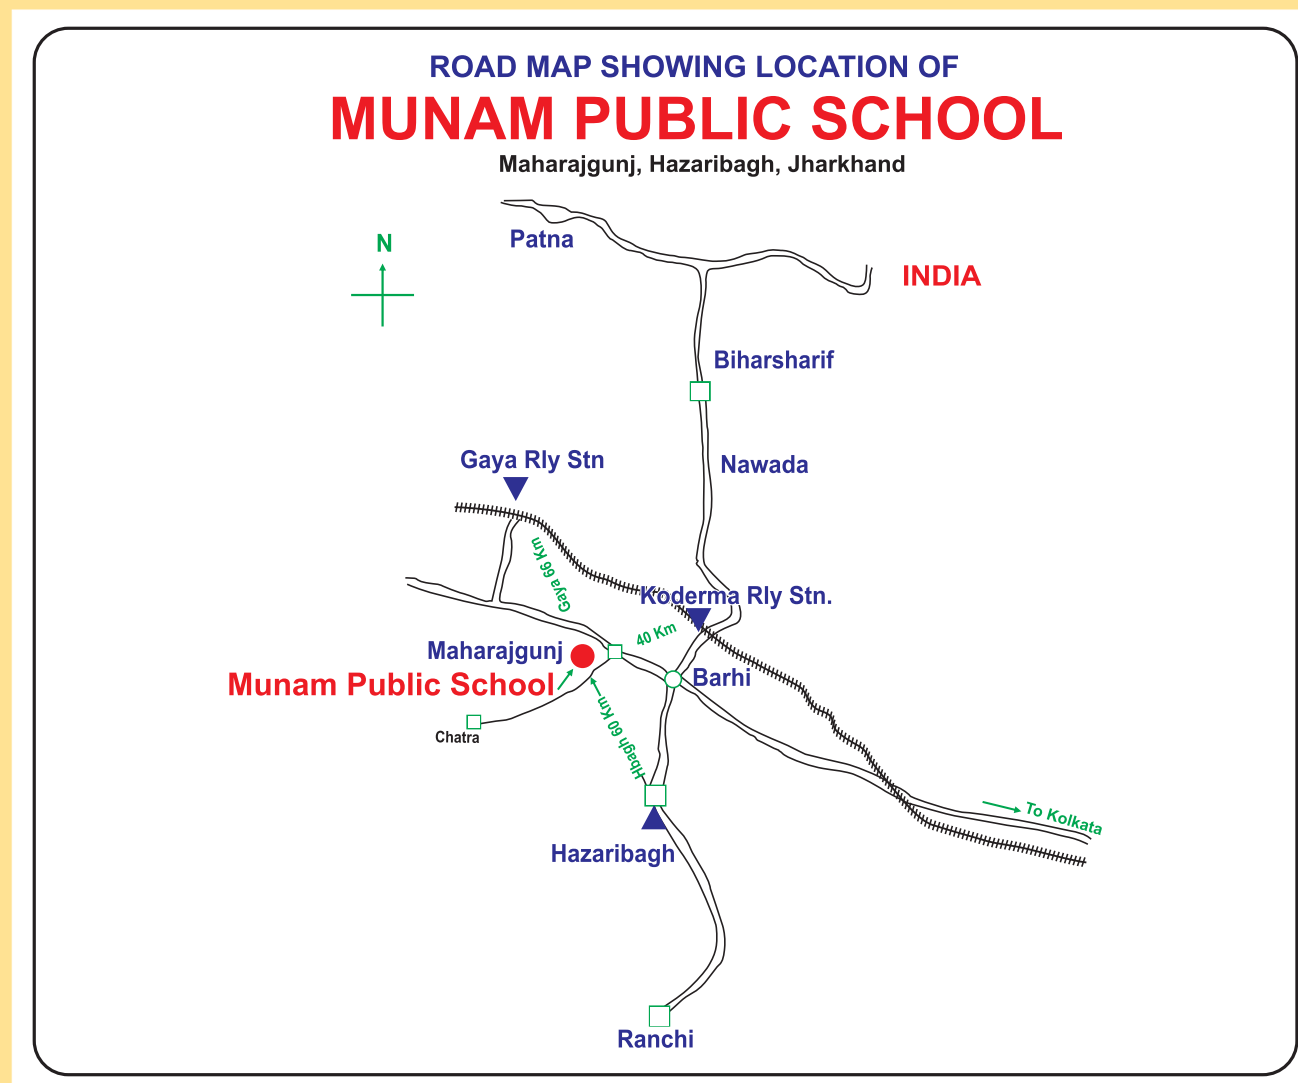 ROAD MAP SHOWING LOCATION OF
MUNAM PUBLIC SCHOOL
Maharajgunj, Hazaribagh, Jharkhand
Patna
N
INDIA
Biharsharif
Gaya Rly Stn
Nawada
Gaya 66 Km
Koderma Rly Stn.
40 Km
Maharajgunj
Barhi
Munam Public School
Hbagh 60 Km
Chatra
To Kolkata
Hazaribagh
Ranchi